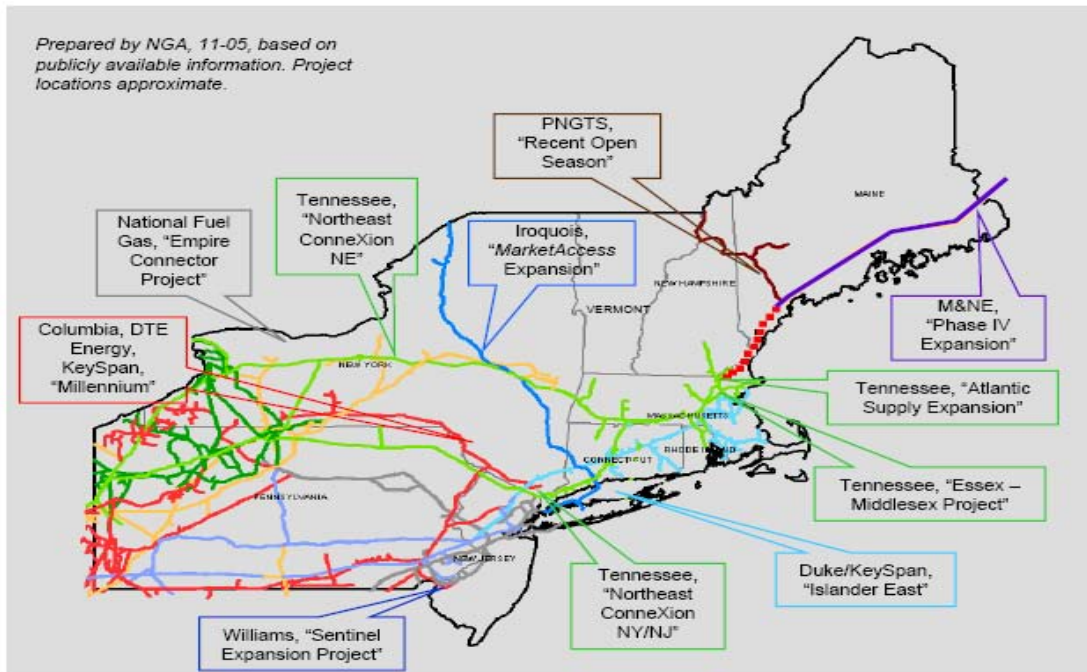 Prepared by NGA, 11-05, based on
publicly available information. Project
locations approximate.
PNGTS,
“Recent Open
Season”
MAINE
Tennessee,
“Northeast
ConneXion
NE”
National Fuel
Gas, “Empire
Connector
Project”
Iroquois,
“MarketAccess
Expansion”
NEW HAMPSHIRE
VERMONT
M&NE,
“Phase IV
Expansion”
Columbia, DTE
Energy,
KeySpan,
“Millennium”
NEW YORK
Tennessee, “Atlantic
Supply Expansion”
MASSACHUSETTS
CONNECTICUT
RHODE ISLAND
Tennessee, “Essex –
Middlesex Project”
PENNSYLVANIA
NEW JERSEY
Tennessee,
“Northeast
ConneXion
NY/NJ”
Duke/KeySpan,
“Islander East”
Williams, “Sentinel
Expansion Project”